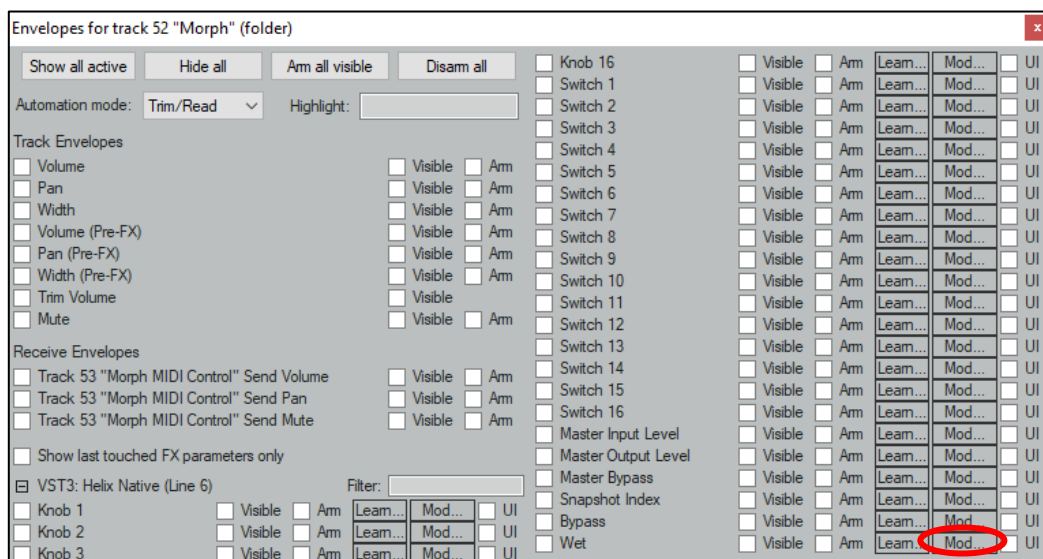 Envelopes for track 52 "Morph" (folder) x
Show all active Hide all Arm all visible Disarm all
Automation mode: Trim/Read Highlight:
Track Envelopes
Volume Visible Arm
Pan Visible Arm
Width Visible Arm
Volume (Pre-FX) Visible Arm
Pan (Pre-FX) Visible Arm
Width (Pre-FX) Visible Arm
Trim Volume Visible
Mute Visible Arm
Receive Envelopes
Track 53 "Morph MIDI Control" Send Volume Visible Arm
Track 53 "Morph MIDI Control" Send Pan Visible Arm
Track 53 "Morph MIDI Control" Send Mute Visible Arm
Show last touched FX parameters only
VST3: Helix Native (Line 6) Filter:
Knob 1 Visible Arm Learn... Mod... UI
Knob 2 Visible Arm Learn... Mod... UI
Knob 3 Visible Arm Learn... Mod... UI
Knob 16 Visible Arm Learn... Mod... UI
Switch 1 Visible Arm Learn... Mod... UI
Switch 2 Visible Arm Learn... Mod... UI
Switch 3 Visible Arm Learn... Mod... UI
Switch 4 Visible Arm Learn... Mod... UI
Switch 5 Visible Arm Learn... Mod... UI
Switch 6 Visible Arm Learn... Mod... UI
Switch 7 Visible Arm Learn... Mod... UI
Switch 8 Visible Arm Learn... Mod... UI
Switch 9 Visible Arm Learn... Mod... UI
Switch 10 Visible Arm Learn... Mod... UI
Switch 11 Visible Arm Learn... Mod... UI
Switch 12 Visible Arm Learn... Mod... UI
Switch 13 Visible Arm Learn... Mod... UI
Switch 14 Visible Arm Learn... Mod... UI
Switch 15 Visible Arm Learn... Mod... UI
Switch 16 Visible Arm Learn... Mod... UI
Master Input Level Visible Arm Learn... Mod... UI
Master Output Level Visible Arm Learn... Mod... UI
Master Bypass Visible Arm Learn... Mod... UI
Snapshot Index Visible Arm Learn... Mod... UI
Bypass Visible Arm Learn... Mod... UI
Wet Visible Arm Learn... Mod... UI